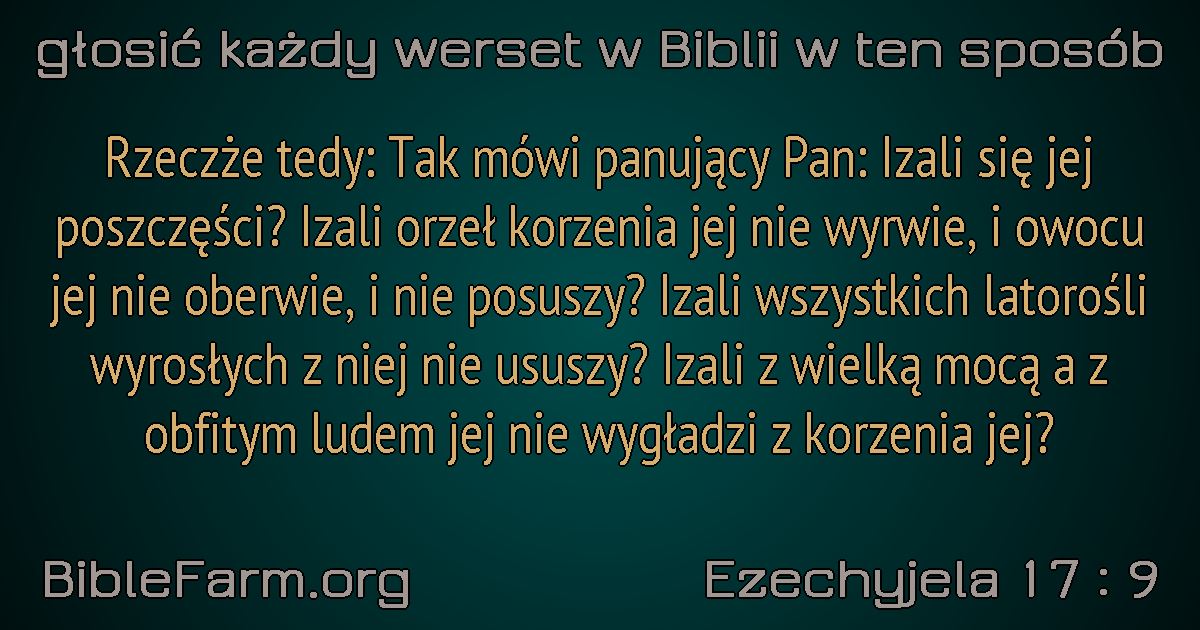 głosić każdy werset w Biblii w ten sposób
Rzeczże tedy: Tak mówi panujący Pan: Izali się jej
poszczęści? Izali orzeł korzenia jej nie wyrwie, i owocu
jej nie oberwie, i nie posuszy? Izali wszystkich latorośli
wyrosłych z niej nie ususzy? Izali z wielką mocą a z
obfitym ludem jej nie wygładzi z korzenia jej?
BibleFarm.org
Ezechyjela 17 : 9